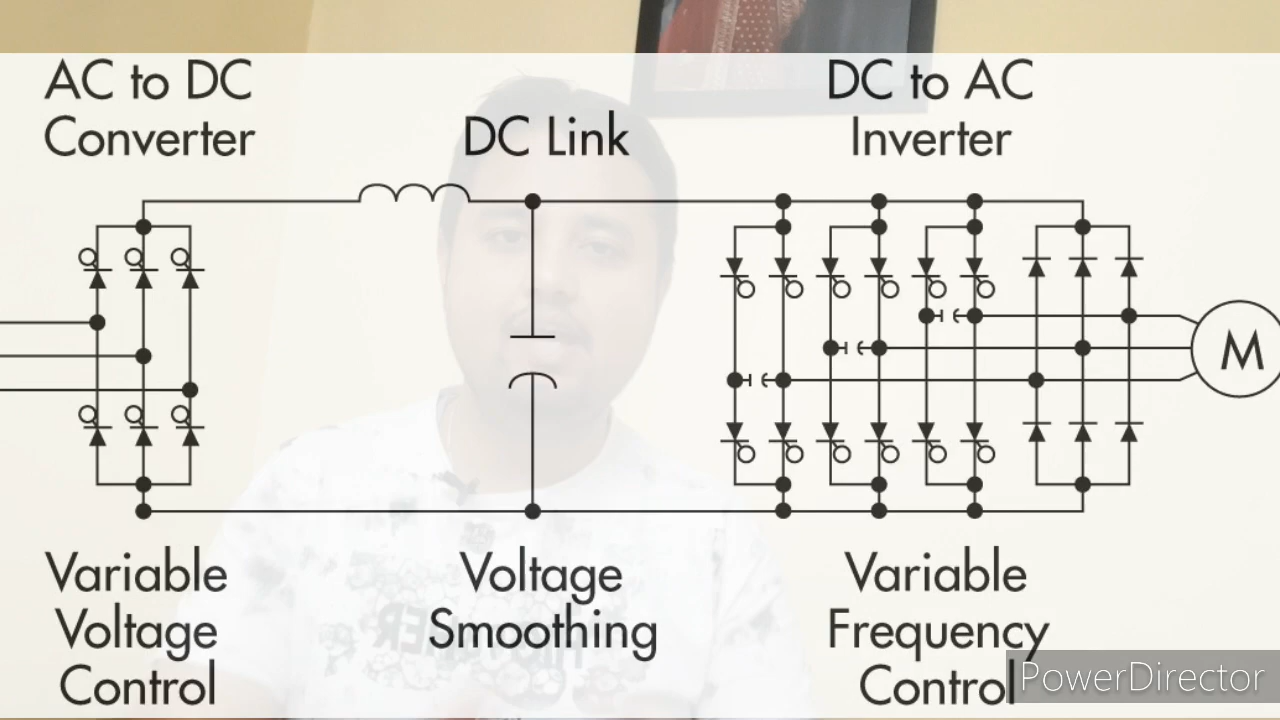 AC to DC
Converter
DC Link
DC to AC
Inverter
M
Variable
Voltage
Control
Voltage
Smoothing
Variable
Frequency
Control
PowerDirector